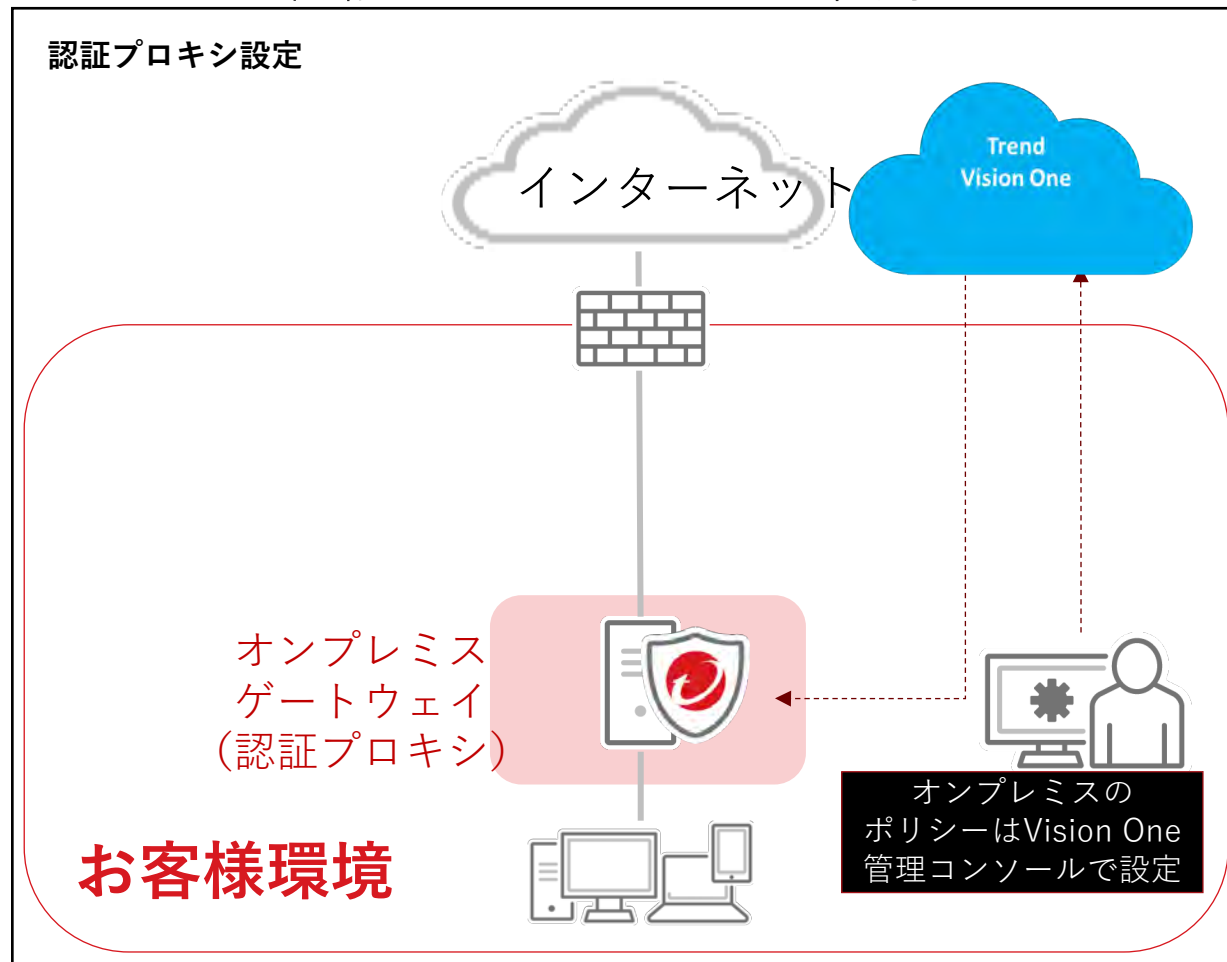 認証プロキシ設定
インターネット
Trend
Vision One
オンプレミス
ゲートウェイ
(認証プロキシ)
オンプレミスの
ポリシーはVision One
管理コンソールで設定
お客様環境